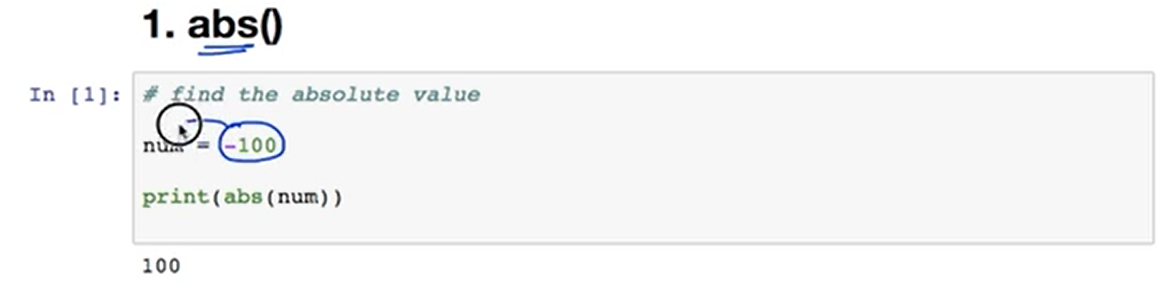 1. abs()
In [1]: # find the absolute value
num = -100
print(abs(num))
100